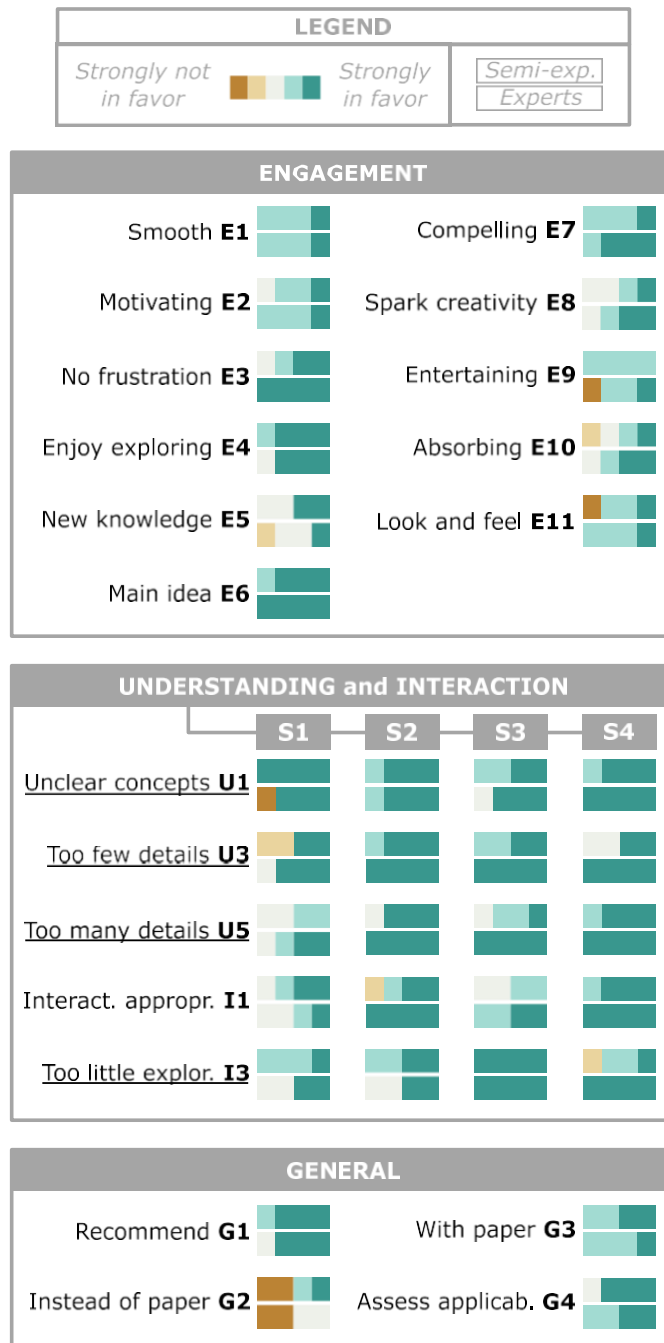 LEGEND
Strongly not in favor
Strongly in favor
Semi-exp.
Experts
ENGAGEMENT
Smooth E1
Motivating E2
No frustration E3
Enjoy exploring E4
New knowledge E5
Main idea E6
Compelling E7
Spark creativity E8
Entertaining E9
Absorbing E10
Look and feel E11
UNDERSTANDING and INTERACTION
S1 S2 S3 S4
Unclear concepts U1
Too few details U3
Too many details U5
Interact. appropr. I1
Too little explor. I3
GENERAL
Recommend G1
Instead of paper G2
With paper G3
Assess applicab. G4